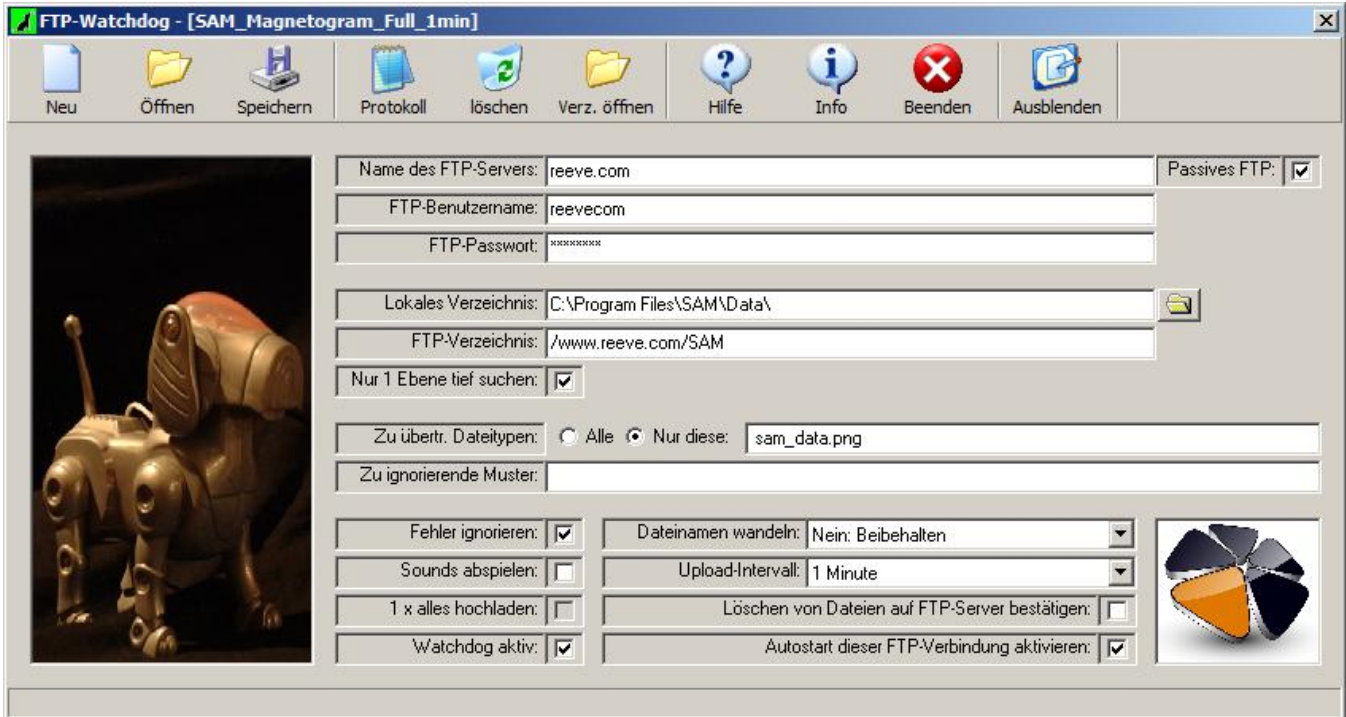 FTP-Watchdog - [SAM_Magnetogram_Full_1min]
Neu Öffnen Speichern Protokoll löschen Verz. öffnen Hilfe Info Beenden Ausblenden
Name des FTP-Servers: reeve.com Passives FTP:
FTP-Benutzername: reevecom
FTP-Passwort: ********
Lokales Verzeichnis: C:\Program Files\SAM\Data\
FTP-Verzeichnis: /www.reeve.com/SAM
Nur 1 Ebene tief suchen:
Zu übertr. Dateitypen: Alle Nur diese: sam_data.png
Zu ignorierende Muster:
Fehler ignorieren: Dateinamen wandeln: Nein: Beibehalten
Sounds abspielen: Upload-Intervall: 1 Minute
1 x alles hochladen: Löschen von Dateien auf FTP-Server bestätigen:
Watchdog aktiv: Autostart dieser FTP-Verbindung aktivieren: